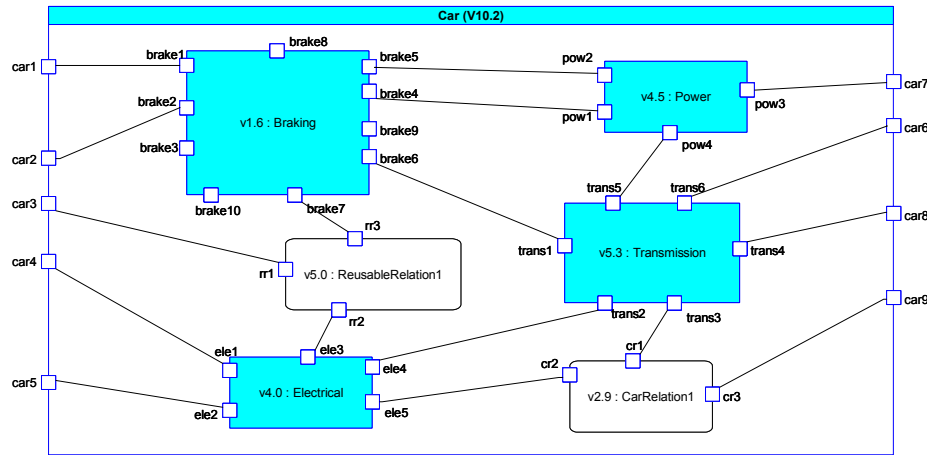 Car (V10.2)
brake8
brake1
brake5
pow2
car1
car7
v4.5 : Power
brake4
pow3
brake2
pow1
v1.6 : Braking
car6
brake9
brake3
pow4
car2
brake6
trans5
trans6
car3
brake10
brake7
car8
rr3
trans1
v5.3 : Transmission
trans4
car4
rr1
v5.0 : ReusableRelation1
car9
rr2
trans2
trans3
ele1
ele3
ele4
cr1
cr2
car5
v4.0 : Electrical
v2.9 : CarRelation1
cr3
ele2
ele5